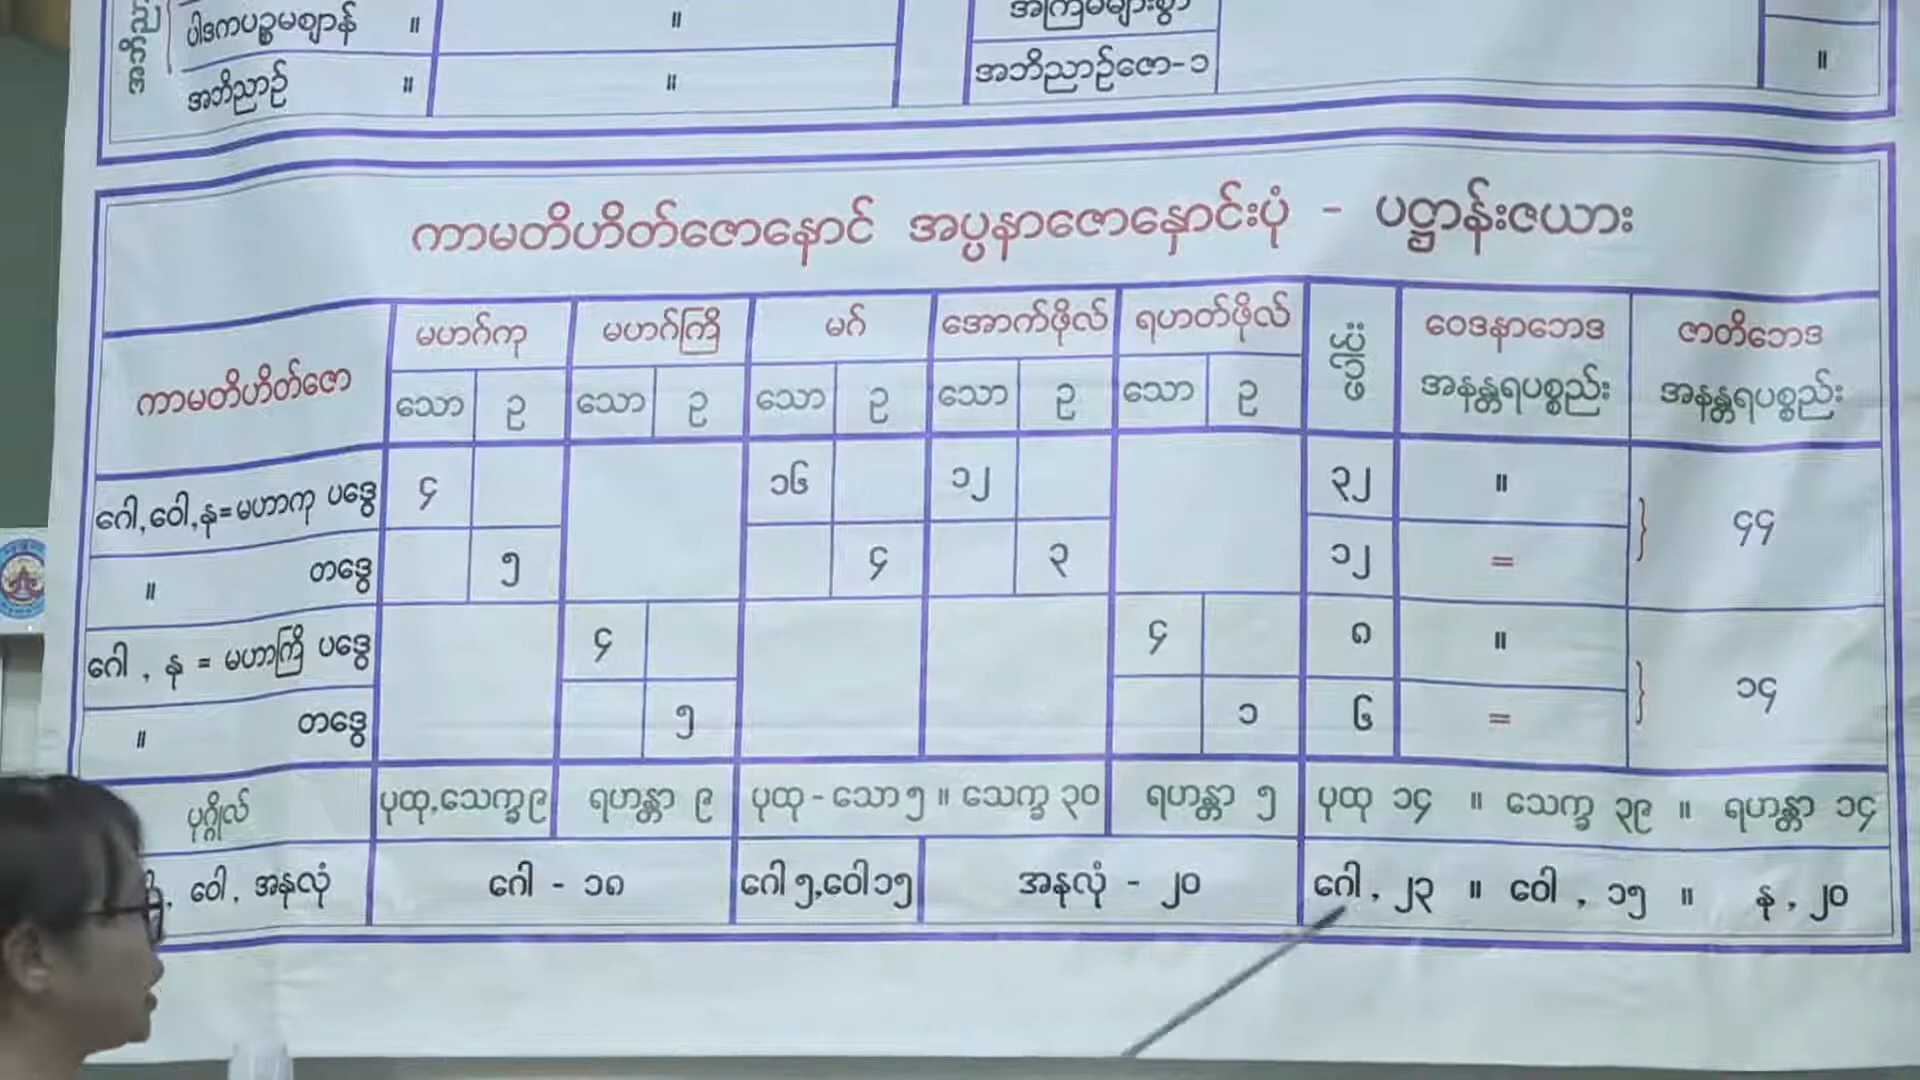 အဘိညာ
ပါဒကပဉ္စမဈာန် ॥ ॥
အကြိမ်များစွာ
အဘိညာဉ် ॥ ॥ အဘိညာဉ်ဇော-၁ ॥
ကာမတိဟိတ်ဇောနောင် အပ္ပနာဇောနှောင်းပုံ - ပဋ္ဌာန်းဇယား
ကာမတိဟိတ်ဇော မဟဂ်ကု မဟဂ်ကြိ မဂ် အောက်ဖိုလ် ရဟတ်ဖိုလ် ပေါင်း ဝေဒနာဘေဒ ဇာတိဘေဒ
သော ဥ သော ဥ သော ဥ သော ဥ သော ဥ အနန္တရပစ္စည်း အနန္တရပစ္စည်း
ဂေါ,ဝေါ,န=မဟာကု ပဒွေ ၄ ၁၆ ၁၂ ၃၂ ॥ ၄၄
॥ တဒွေ ၅ ၄ ၃ ၁၂ =
ဂေါ , န = မဟာကြိ ပဒွေ ၄ ၄ ၈ ॥ ၁၄
॥ တဒွေ ၅ ၁ ၆ =
ပုဂ္ဂိုလ် ပုထု,သေက္ခ ၉ ရဟန္တာ ၉ ပုထု - သော ၅ ॥ သေက္ခ ၃၀ ရဟန္တာ ၅ ပုထု ၁၄ ॥ သေက္ခ ၃၉ ॥ ရဟန္တာ ၁၄
, ဝေါ , အနုလုံ ဂေါ - ၁၈ ဂေါ ၅,ဝေါ ၁၅ အနုလုံ - ၂၀ ဂေါ , ၂၃ ॥ ဝေါ , ၁၅ ॥ န , ၂၀